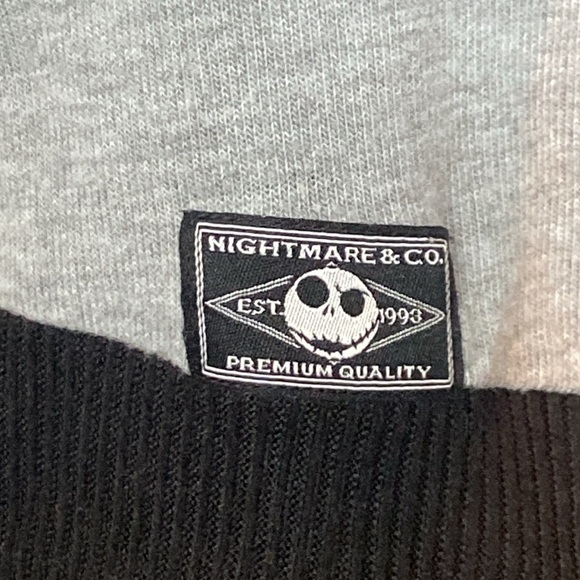 NIGHTMARE & CO.
EST. 1993
PREMIUM QUALITY